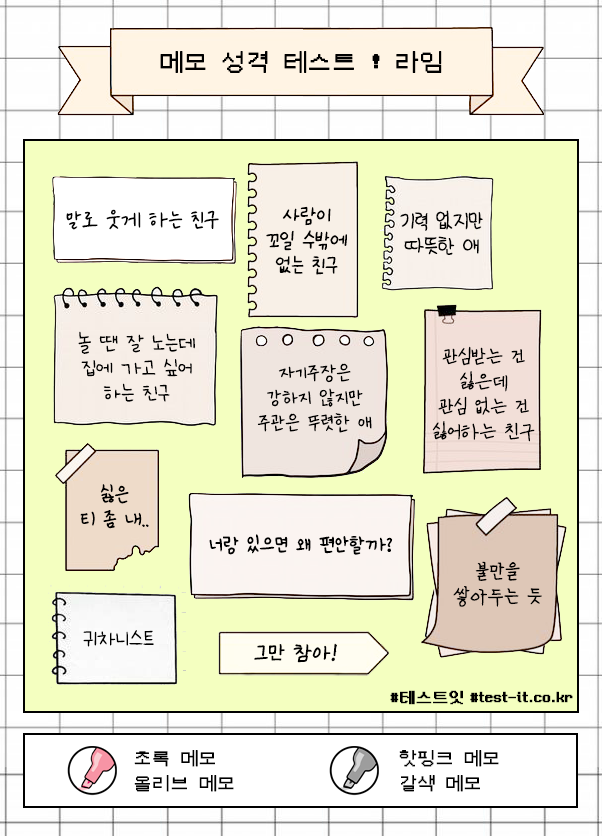 메모 성격 테스트 ! 라임
말로 웃게 하는 친구
사람이
꼬일 수밖에
없는 친구
기력 없지만
따뜻한 애
놀 땐 잘 노는데
집에 가고 싶어
하는 친구
자기주장은
강하지 않지만
주관은 뚜렷한 애
관심받는 건
싫은데
관심 없는 건
싫어하는 친구
싫은
티 좀 내..
너랑 있으면 왜 편안할까?
불만을
쌓아두는 듯
귀차니스트
그만 참아!
#테스트잇 #test-it.co.kr
초록 메모
올리브 메모
핫핑크 메모
갈색 메모